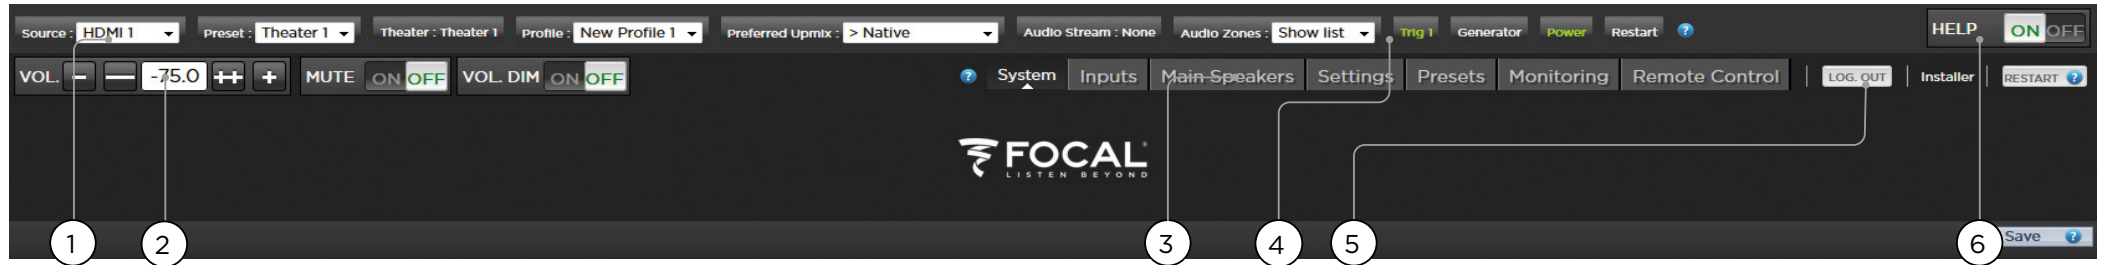 Source : HDMI 1 Preset : Theater 1 Theater : Theater 1 Profile : New Profile 1 Preferred Upmix : > Native Audio Stream : None Audio Zones : Show list Trig 1 Generator Power Restart ? HELP ON OFF
VOL. - — -75.0 ++ + MUTE ON OFF VOL. DIM ON OFF ? System Inputs Main Speakers Settings Presets Monitoring Remote Control LOG. OUT Installer RESTART ?
FOCAL
LISTEN BEYOND
1 2 3 4 5 6 Save ?